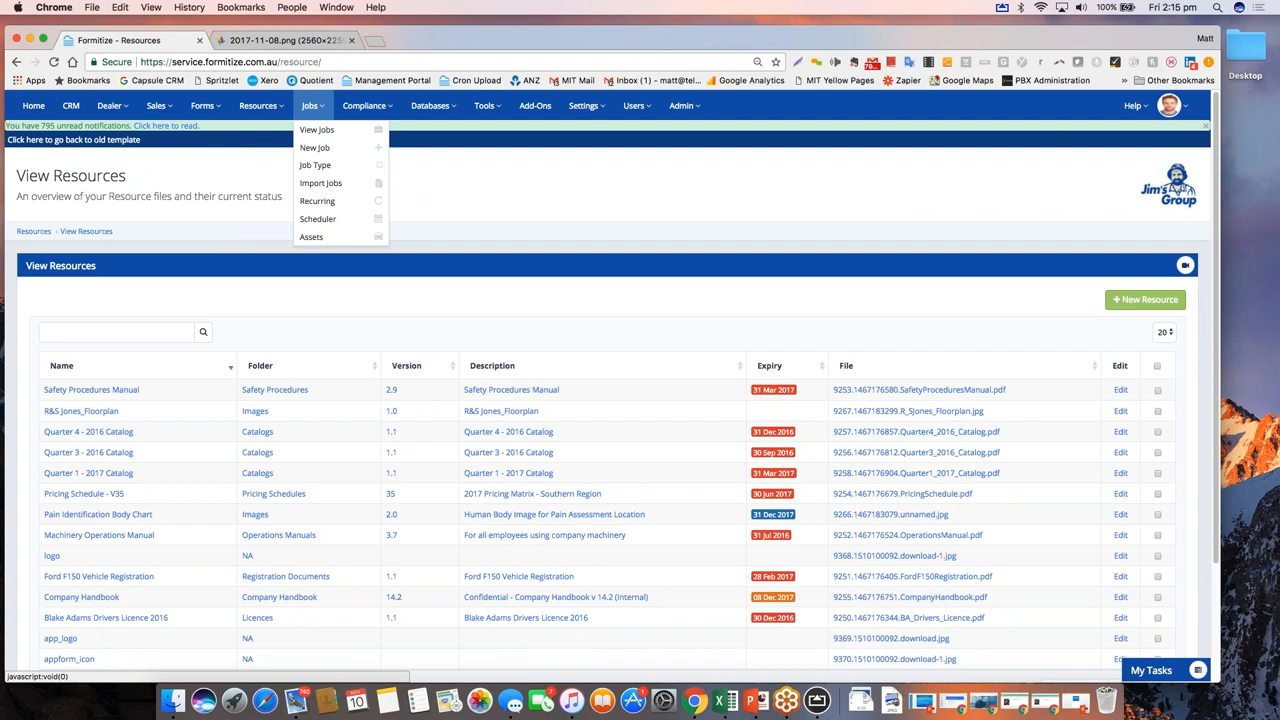 Chrome File Edit View History Bookmarks People Window Help 100% Fri 2:15 pm
Formitize - Resources 2017-11-08.png (2560×225 Matt
Secure https://service.formitize.com.au/resource/
Apps Bookmarks Capsule CRM Spritzlet Xero Quotient Management Portal Cron Upload ANZ MIT Mail Inbox (1) - matt@tel... Google Analytics MIT Yellow Pages Zapier Google Maps PBX Administration » Other Bookmarks
Desktop
Home CRM Dealer Sales Forms Resources Jobs Compliance Databases Tools Add-Ons Settings Users Admin Help
You have 795 unread notifications. Click here to read.
Click here to go back to old template
View Jobs
New Job
Job Type
Import Jobs
Recurring
Scheduler
Assets
View Resources
An overview of your Resource files and their current status
Jim's Group
Resources › View Resources
View Resources
+ New Resource
20
Name Folder Version Description Expiry File Edit
Safety Procedures Manual Safety Procedures 2.9 Safety Procedures Manual 31 Mar 2017 9253.1467176580.SafetyProceduresManual.pdf Edit
R&S Jones_Floorplan Images 1.0 R&S Jones_Floorplan 9267.1467183299.R_SJones_Floorplan.jpg Edit
Quarter 4 - 2016 Catalog Catalogs 1.1 Quarter 4 - 2016 Catalog 31 Dec 2016 9257.1467176857.Quarter4_2016_Catalog.pdf Edit
Quarter 3 - 2016 Catalog Catalogs 1.1 Quarter 3 - 2016 Catalog 30 Sep 2016 9256.1467176812.Quarter3_2016_Catalog.pdf Edit
Quarter 1 - 2017 Catalog Catalogs 1.1 Quarter 1 - 2017 Catalog 31 Mar 2017 9258.1467176904.Quarter1_2017_Catalog.pdf Edit
Pricing Schedule - V35 Pricing Schedules 35 2017 Pricing Matrix - Southern Region 30 Jun 2017 9254.1467176679.PricingSchedule.pdf Edit
Pain Identification Body Chart Images 2.0 Human Body Image for Pain Assessment Location 31 Dec 2017 9266.1467183079.unnamed.jpg Edit
Machinery Operations Manual Operations Manuals 3.7 For all employees using company machinery 31 Jul 2016 9252.1467176524.OperationsManual.pdf Edit
logo NA 9368.1510100092.download-1.jpg Edit
Ford F150 Vehicle Registration Registration Documents 1.1 Ford F150 Vehicle Registration 28 Feb 2017 9251.1467176405.FordF150Registration.pdf Edit
Company Handbook Company Handbook 14.2 Confidential - Company Handbook v 14.2 (Internal) 08 Dec 2017 9255.1467176751.CompanyHandbook.pdf Edit
Blake Adams Drivers Licence 2016 Licences 1.1 Blake Adams Drivers Licence 2016 30 Dec 2016 9250.1467176344.BA_Drivers_Licence.pdf Edit
app_logo NA 9369.1510100092.download.jpg Edit
appform_icon NA 9370.1510100092.download-1.jpg
My Tasks
javascript:void(0)